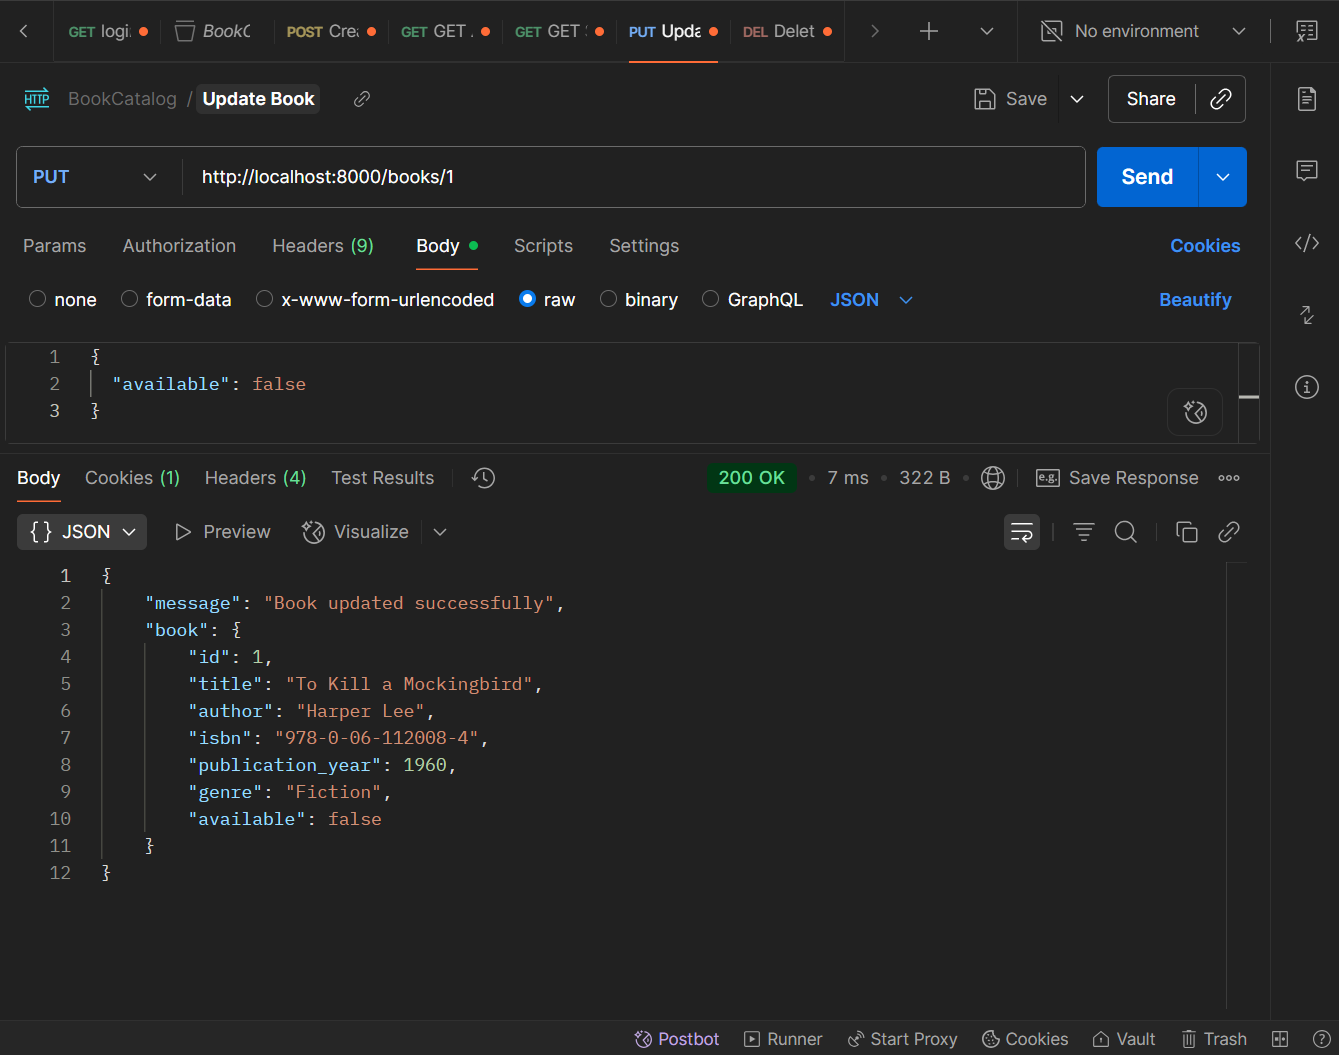 GET logi BookC POST Crea GET GET . GET GET PUT Upda DEL Delet No environment
HTTP BookCatalog / Update Book Save Share
PUT http://localhost:8000/books/1 Send
Params Authorization Headers (9) Body Scripts Settings Cookies
none form-data x-www-form-urlencoded raw binary GraphQL JSON Beautify
1 {
2 "available": false
3 }
Body Cookies (1) Headers (4) Test Results 200 OK 7 ms 322 B e.g. Save Response
{} JSON Preview Visualize
1 {
2 "message": "Book updated successfully",
3 "book": {
4 "id": 1,
5 "title": "To Kill a Mockingbird",
6 "author": "Harper Lee",
7 "isbn": "978-0-06-112008-4",
8 "publication_year": 1960,
9 "genre": "Fiction",
10 "available": false
11 }
12 }
Postbot Runner Start Proxy Cookies Vault Trash